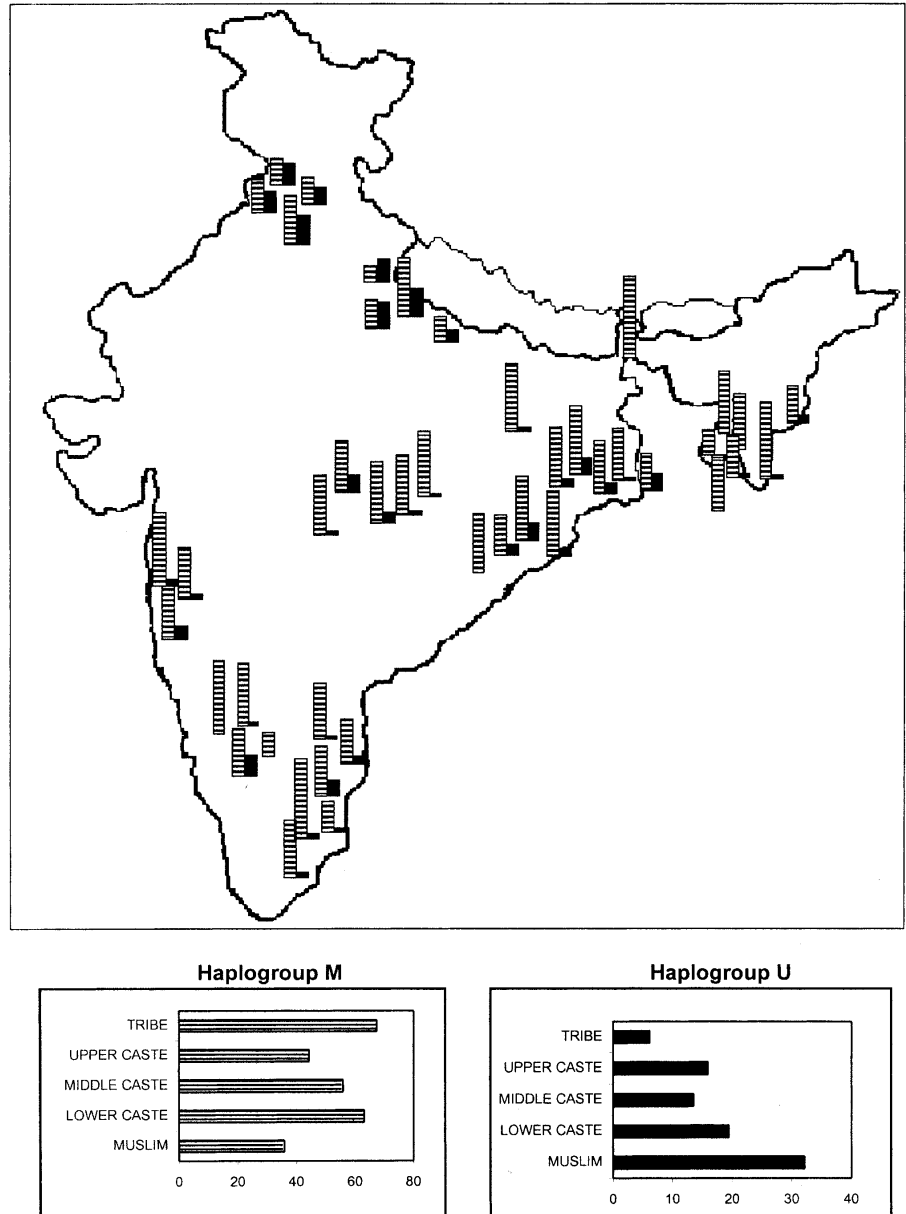 Haplogroup M
TRIBE
UPPER CASTE
MIDDLE CASTE
LOWER CASTE
MUSLIM
0 20 40 60 80
Haplogroup U
TRIBE
UPPER CASTE
MIDDLE CASTE
LOWER CASTE
MUSLIM
0 10 20 30 40